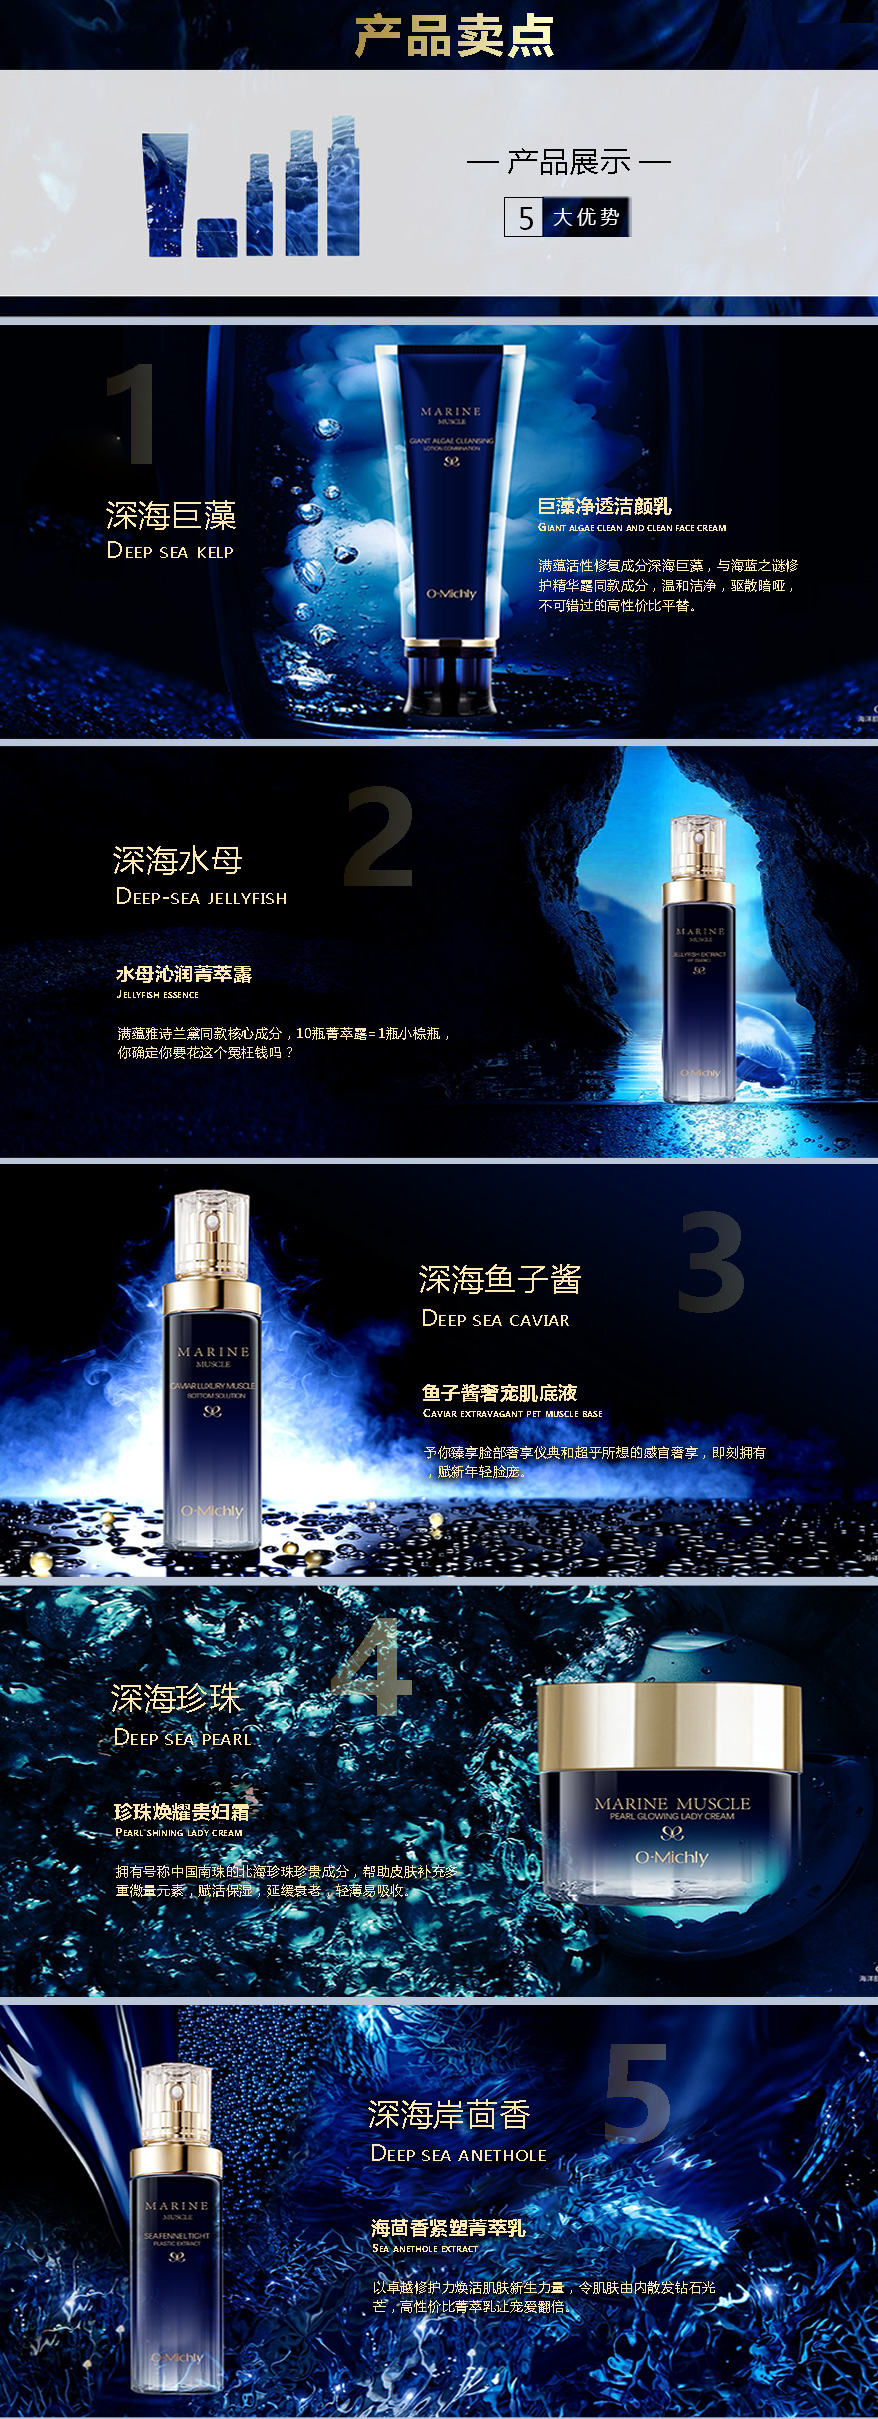 产品卖点
— 产品展示 —
5 大优势
1
MARINE
MUSCLE
GIANT ALGAE CLEANSING
LOTION COMBINATION
O·Michly
深海巨藻
DEEP SEA KELP
巨藻净透洁颜乳
GIANT ALGAE CLEAN AND CLEAN FACE CREAM
满蕴活性修复成分深海巨藻，与海蓝之谜修
护精华露同款成分，温和洁净，驱散暗哑，
不可错过的高性价比平替。
2
深海水母
DEEP-SEA JELLYFISH
水母沁润菁萃露
JELLYFISH ESSENCE
满蕴雅诗兰黛同款核心成分，10瓶菁萃露=1瓶小棕瓶，
你确定你要花这个冤枉钱吗？
MARINE
MUSCLE
JELLYFISH EXTRACT
O·Michly
3
深海鱼子酱
DEEP SEA CAVIAR
鱼子酱奢宠肌底液
CAVIAR EXTRAVAGANT PET MUSCLE BASE
予你臻享脸部奢享仪典和超乎所想的感官奢享，即刻拥有
，赋新年轻脸庞。
MARINE
MUSCLE
CAVIAR LUXURY MUSCLE
BOTTOM SOLUTION
O·Michly
4
深海珍珠
DEEP SEA PEARL
珍珠焕耀贵妇霜
PEARL SHINING LADY CREAM
拥有号称中国南珠的北海珍珠珍贵成分，帮助皮肤补充多
重微量元素，赋活保湿，延缓衰老，轻薄易吸收。
MARINE MUSCLE
PEARL GLOWING LADY CREAM
O·Michly
5
深海岸茴香
DEEP SEA ANETHOLE
海茴香紧塑菁萃乳
SEA ANETHOLE EXTRACT
以卓越修护力焕活肌肤新生力量，令肌肤由内散发钻石光
芒，高性价比菁萃乳让宠爱翻倍。
MARINE
MUSCLE
SEA FENNEL TIGHT
PLASTIC EXTRACT
O·Michly